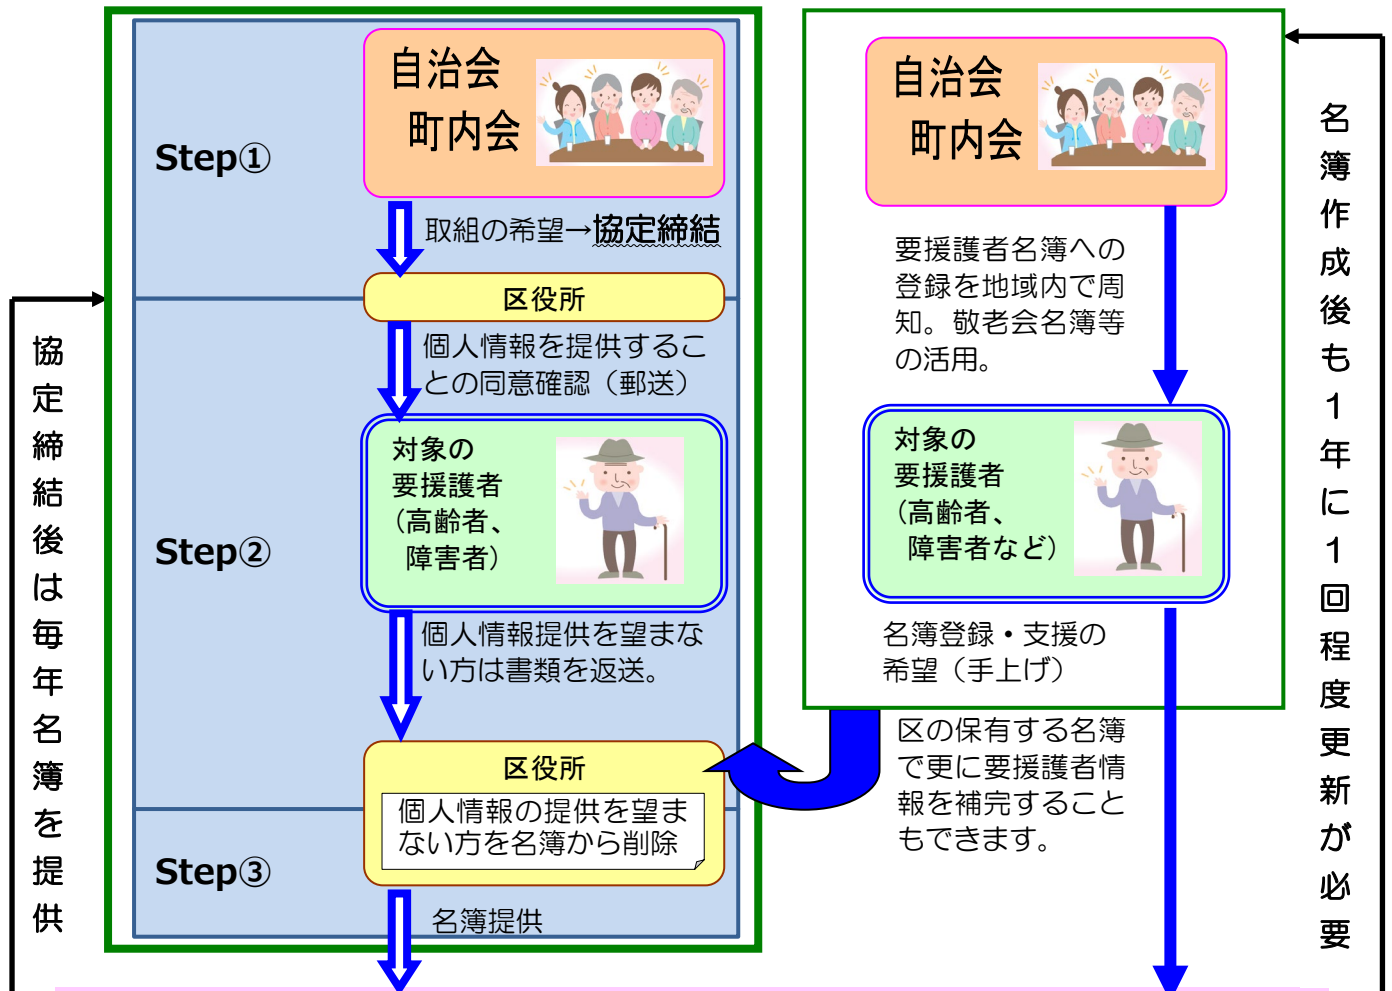 協定締結後は毎年名簿を提供
Step①
自治会
町内会
取組の希望→協定締結
区役所
Step②
個人情報を提供するこ
との同意確認（郵送）
対象の
要援護者
(高齢者、
障害者)
個人情報提供を望まな
い方は書類を返送。
区役所
個人情報の提供を望ま
ない方を名簿から削除
Step③
名簿提供
自治会
町内会
要援護者名簿への
登録を地域内で周
知。敬老会名簿等
の活用。
対象の
要援護者
(高齢者、
障害者など)
名簿登録・支援の
希望（手上げ）
区の保有する名簿
で更に要援護者情
報を補完すること
もできます。
名簿作成後も１年に１回程度更新が必要